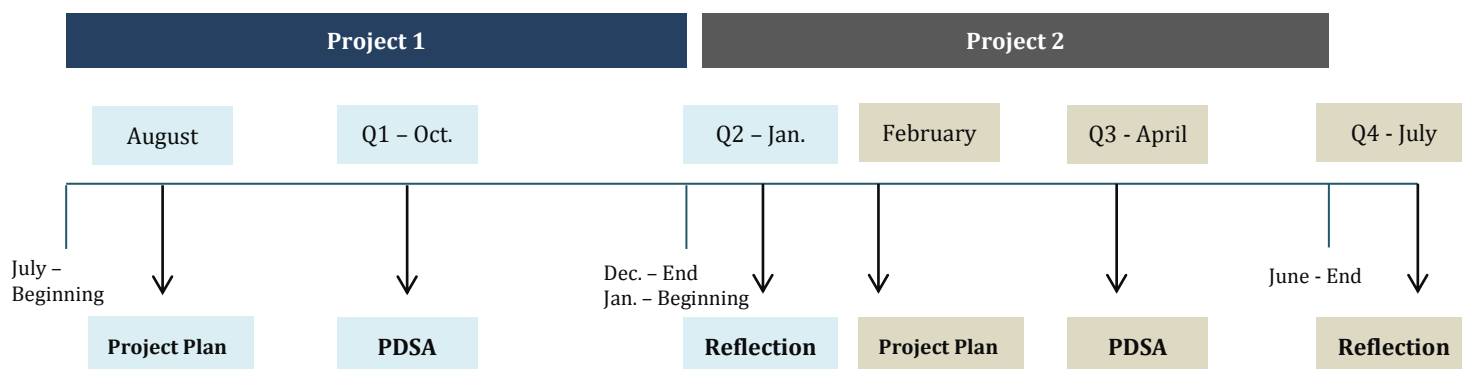 Project 1
Project 2
August
Q1 – Oct.
Q2 – Jan.
February
Q3 - April
Q4 - July
July –
Beginning
Dec. – End
Jan. – Beginning
June - End
Project Plan
PDSA
Reflection
Project Plan
PDSA
Reflection